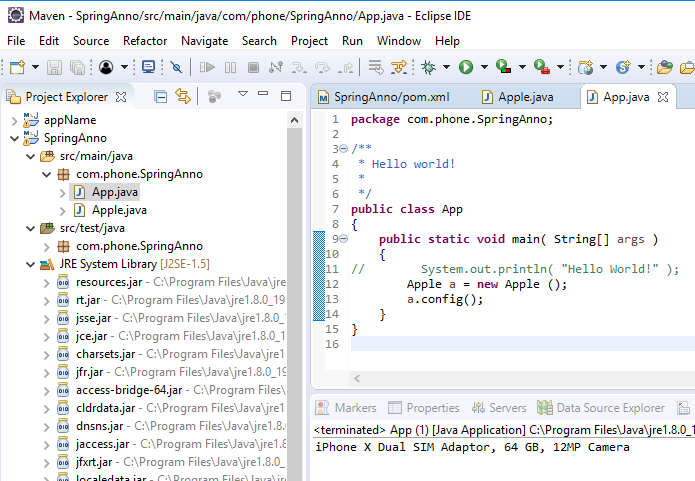 Maven - SpringAnno/src/main/java/com/phone/SpringAnno/App.java - Eclipse IDE
File Edit Source Refactor Navigate Search Project Run Window Help
Project Explorer
appName
SpringAnno
src/main/java
com.phone.SpringAnno
App.java
Apple.java
src/test/java
com.phone.SpringAnno
JRE System Library [J2SE-1.5]
resources.jar - C:\Program Files\Java\jre1.8.0_19
rt.jar - C:\Program Files\Java\jre1.8.0_19
jsse.jar - C:\Program Files\Java\jre1.8.0_1
jce.jar - C:\Program Files\Java\jre1.8.0_19
charsets.jar - C:\Program Files\Java\jre1
jfr.jar - C:\Program Files\Java\jre1.8.0_19
access-bridge-64.jar - C:\Program Files
cldrdata.jar - C:\Program Files\Java\jre1
dnsns.jar - C:\Program Files\Java\jre1.8
jaccess.jar - C:\Program Files\Java\jre1
jfxrt.jar - C:\Program Files\Java\jre1.8.0_
localedata.jar - C:\Program Files\Java\jr
SpringAnno/pom.xml Apple.java App.java
1 package com.phone.SpringAnno;
2
3 /**
4 * Hello world!
5 *
6 */
7 public class App
8 {
9 public static void main( String[] args )
10 {
11 // System.out.println( "Hello World!" );
12 Apple a = new Apple ();
13 a.config();
14 }
15 }
16
Markers Properties Servers Data Source Explorer
<terminated> App (1) [Java Application] C:\Program Files\Java\jre1.8.0_1
iPhone X Dual SIM Adaptor, 64 GB, 12MP Camera